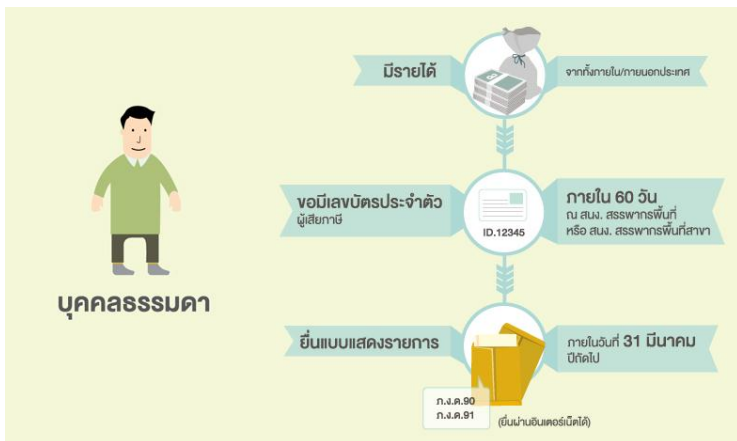 มีรายได้
จากทั้งภายใน/ภายนอกประเทศ
ขอมีเลขบัตรประจำตัว
ผู้เสียภาษี
ID.12345
ภายใน 60 วัน
ณ สนง. สรรพากรพื้นที่
หรือ สนง. สรรพากรพื้นที่สาขา
บุคคลธรรมดา
ยื่นแบบแสดงรายการ
ภายในวันที่ 31 มีนาคม
ปีถัดไป
ภ.ง.ด.90
ภ.ง.ด.91
(ยื่นผ่านอินเตอร์เน็ตได้)